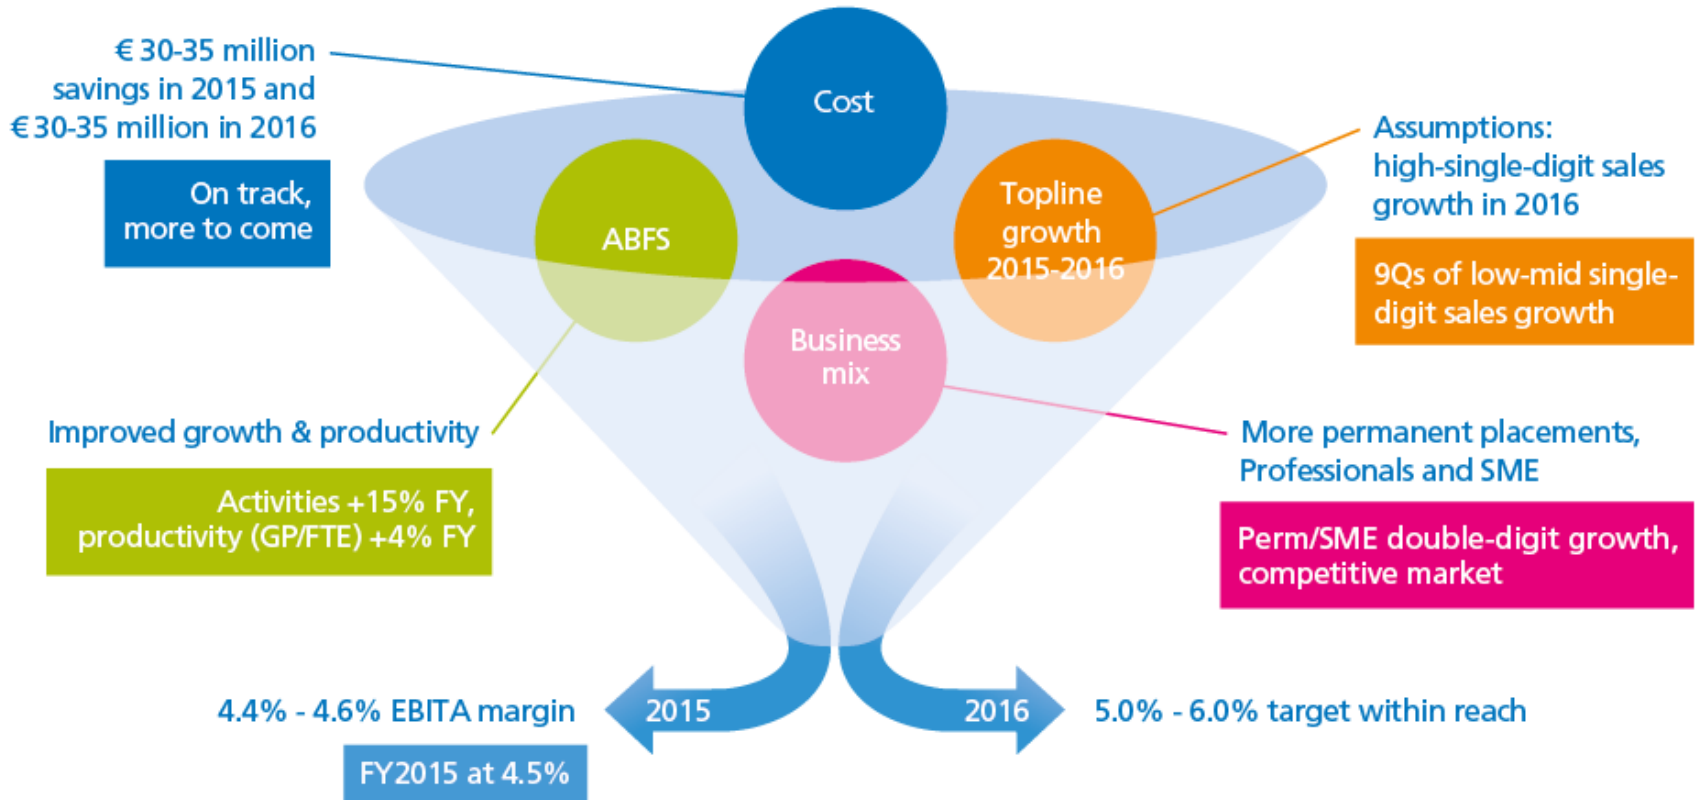 € 30-35 million
savings in 2015 and
€ 30-35 million in 2016
On track,
more to come
Cost
ABFS
Topline
growth
2015-2016
Business
mix
Assumptions:
high-single-digit sales
growth in 2016
9Qs of low-mid single-
digit sales growth
Improved growth & productivity
Activities +15% FY,
productivity (GP/FTE) +4% FY
More permanent placements,
Professionals and SME
Perm/SME double-digit growth,
competitive market
4.4% - 4.6% EBITA margin
2015
2016
5.0% - 6.0% target within reach
FY2015 at 4.5%